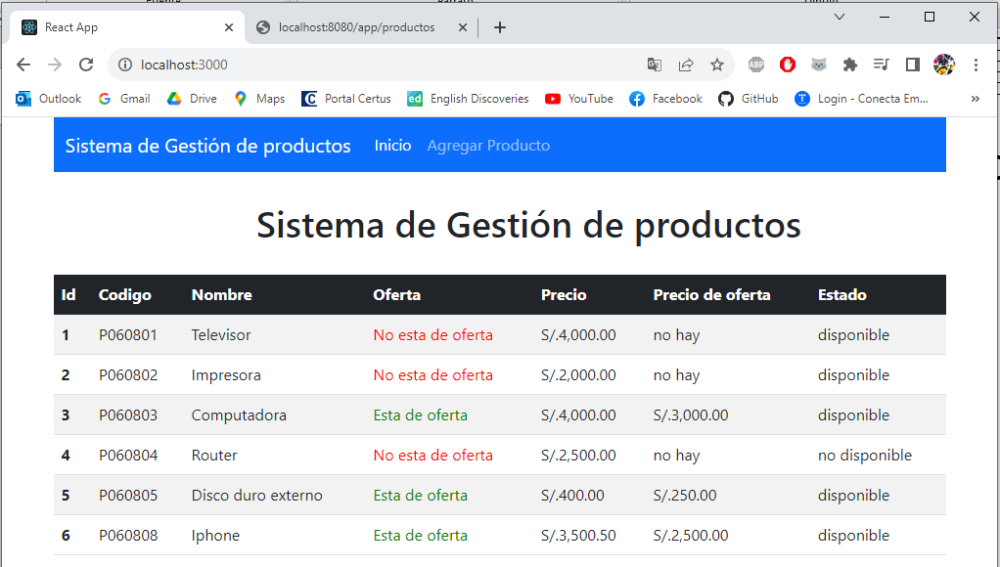 React App
localhost:8080/app/productos
localhost:3000
ABP
Outlook Gmail Drive Maps Portal Certus ed English Discoveries YouTube Facebook GitHub Login - Conecta Em...
Sistema de Gestión de productos Inicio Agregar Producto
Sistema de Gestión de productos
Id Codigo Nombre Oferta Precio Precio de oferta Estado
1 P060801 Televisor No esta de oferta S/.4,000.00 no hay disponible
2 P060802 Impresora No esta de oferta S/.2,000.00 no hay disponible
3 P060803 Computadora Esta de oferta S/.4,000.00 S/.3,000.00 disponible
4 P060804 Router No esta de oferta S/.2,500.00 no hay no disponible
5 P060805 Disco duro externo Esta de oferta S/.400.00 S/.250.00 disponible
6 P060808 Iphone Esta de oferta S/.3,500.50 S/.2,500.00 disponible